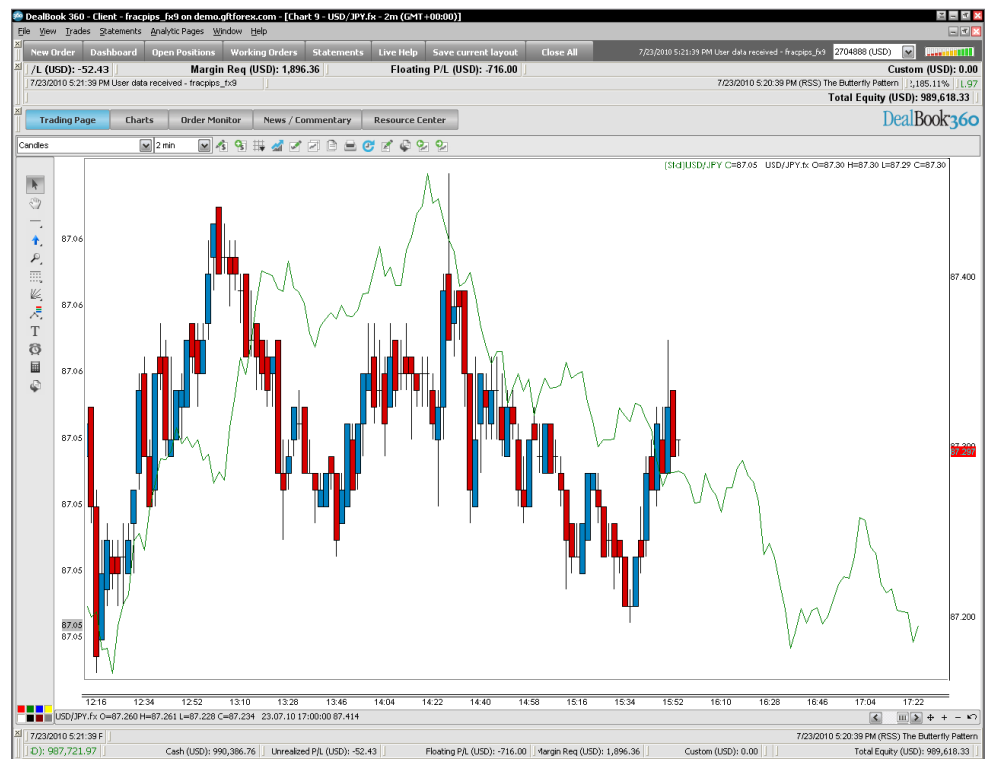 DealBook 360 - Client - fracpips_fx9 on demo.gftforex.com - [Chart 9 - USD/JPY.fx - 2m (GMT+00:00)]
File View Trades Statements Analytic Pages Window Help
New Order Dashboard Open Positions Working Orders Statements Live Help Save current layout Close All 7/23/2010 5:21:39 PM User data received - fracpips_fx9 2704888 (USD)
/L (USD): -52.43 Margin Req (USD): 1,896.36 Floating P/L (USD): -716.00 Custom (USD): 0.00
7/23/2010 5:21:39 PM User data received - fracpips_fx9 7/23/2010 5:20:39 PM (RSS) The Butterfly Pattern ,185.11% 1.97
Total Equity (USD): 989,618.33
Trading Page Charts Order Monitor News / Commentary Resource Center DealBook 360
Candles 2 min
[Std]USD/JPY C=87.05 USD/JPY.fx O=87.30 H=87.30 L=87.29 C=87.30
87.06
87.400
87.06
87.06
87.05
87.297
87.05
87.05
87.05
87.200
87.05
12:16 12:34 12:52 13:10 13:28 13:46 14:04 14:22 14:40 14:58 15:16 15:34 15:52 16:10 16:28 16:46 17:04 17:22
USD/JPY.fx O=87.260 H=87.261 L=87.228 C=87.234 23.07.10 17:00:00 87.414
7/23/2010 5:21:39 F 7/23/2010 5:20:39 PM (RSS) The Butterfly Pattern
D): 987,721.97 Cash (USD): 990,386.76 Unrealized P/L (USD): -52.43 Floating P/L (USD): -716.00 Margin Req (USD): 1,896.36 Custom (USD): 0.00 Total Equity (USD): 989,618.33